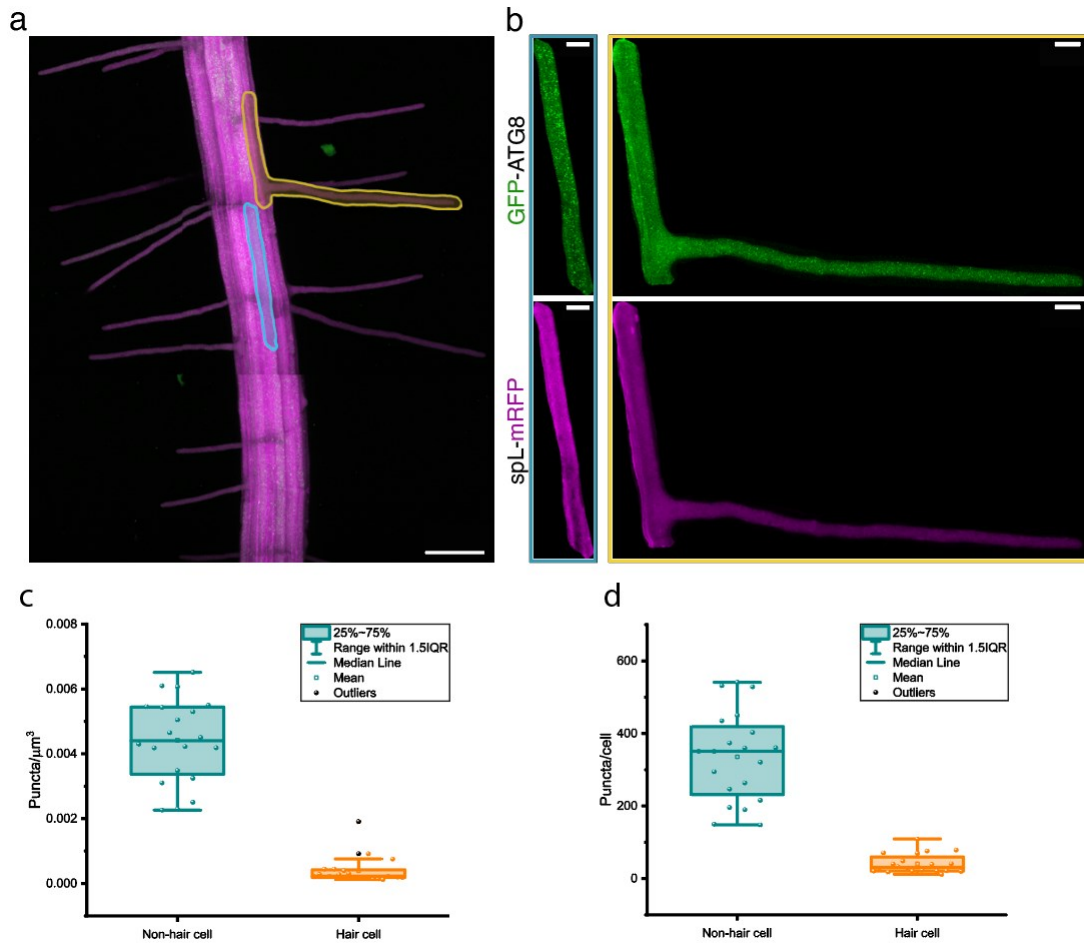 a
b
GFP-ATG8
spL-mRFP
c
0.008
0.006
0.004
0.002
0.000
Puncta/μm³
25%~75%
Range within 1.5IQR
Median Line
Mean
Outliers
Non-hair cell
Hair cell
d
600
400
200
0
Puncta/cell
25%~75%
Range within 1.5IQR
Median Line
Mean
Outliers
Non-hair cell
Hair cell